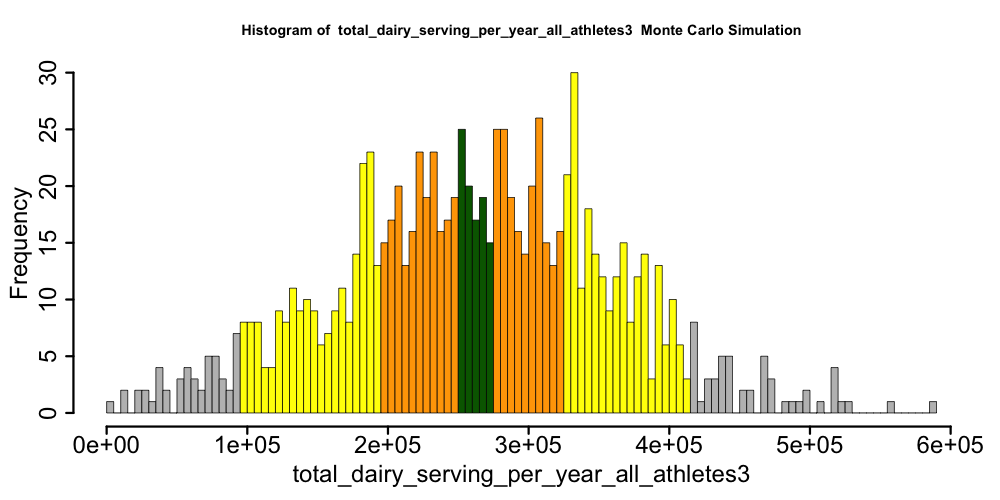 Histogram of  total_dairy_serving_per_year_all_athletes3  Monte Carlo Simulation
30
25
20
15
10
5
0
Frequency
0e+00 1e+05 2e+05 3e+05 4e+05 5e+05 6e+05
total_dairy_serving_per_year_all_athletes3